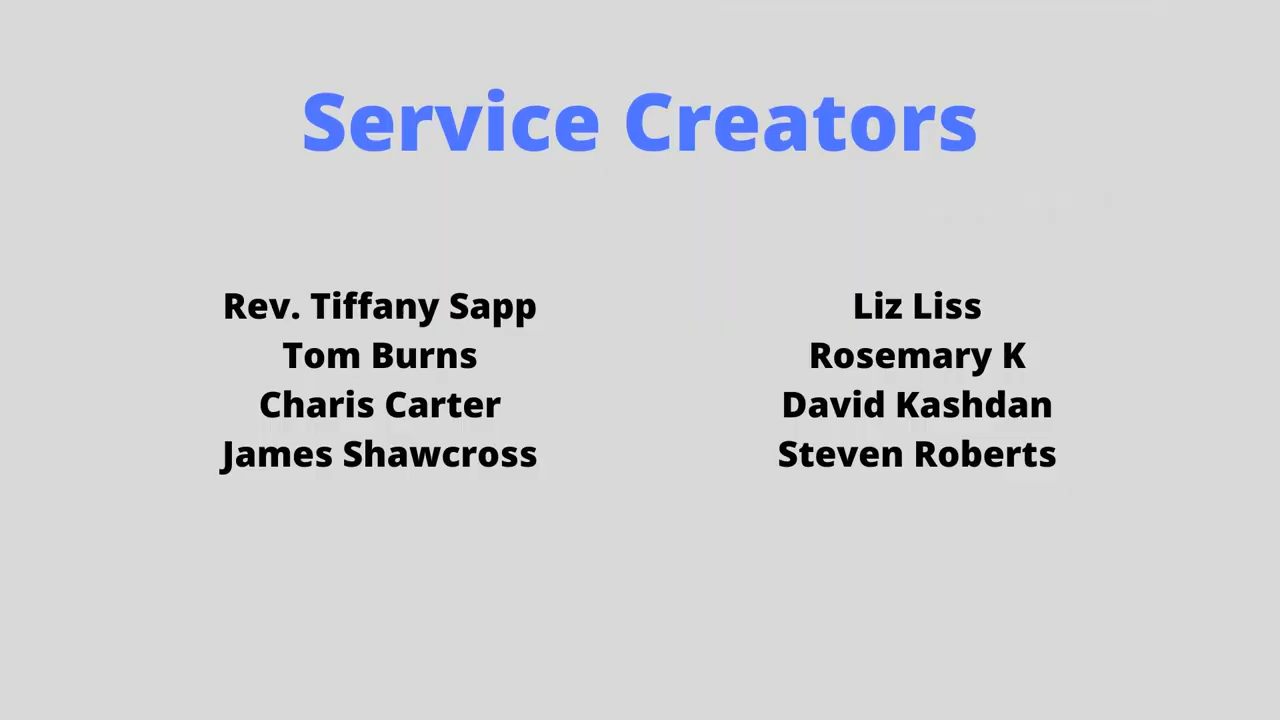 Service Creators
Rev. Tiffany Sapp
Tom Burns
Charis Carter
James Shawcross
Liz Liss
Rosemary K
David Kashdan
Steven Roberts